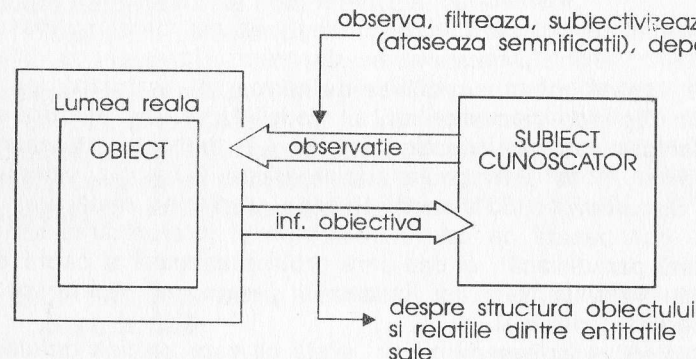 observa, filtreaza, subiectivizeaz
(ataseaza semnificatii), depo
Lumea reala
OBIECT
observatie
SUBIECT
CUNOSCATOR
inf. obiectiva
despre structura obiectului
si relatiile dintre entitatile
sale